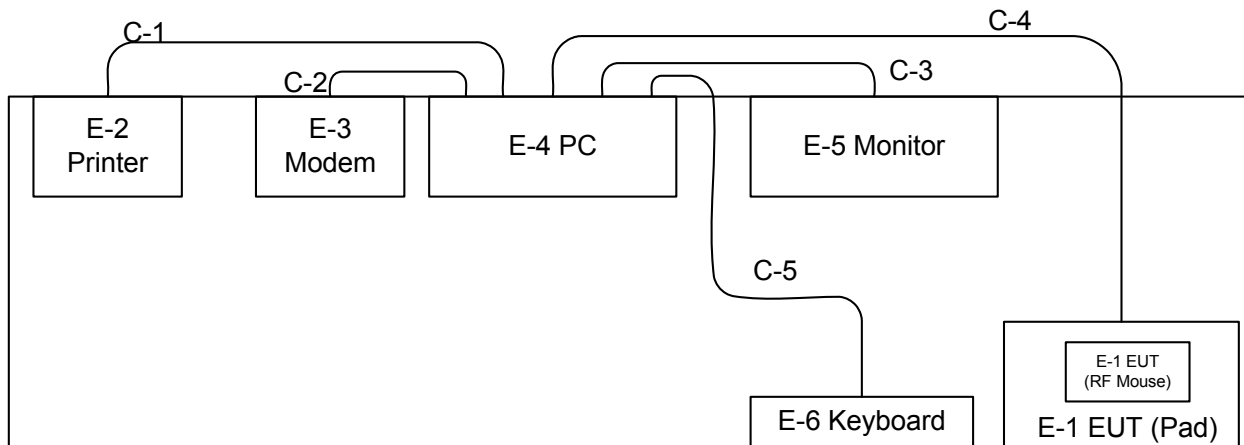 C-1
C-4
C-2
C-3
E-2
Printer
E-3
Modem
E-4 PC
E-5 Monitor
C-5
E-1 EUT
(RF Mouse)
E-6 Keyboard
E-1 EUT (Pad)